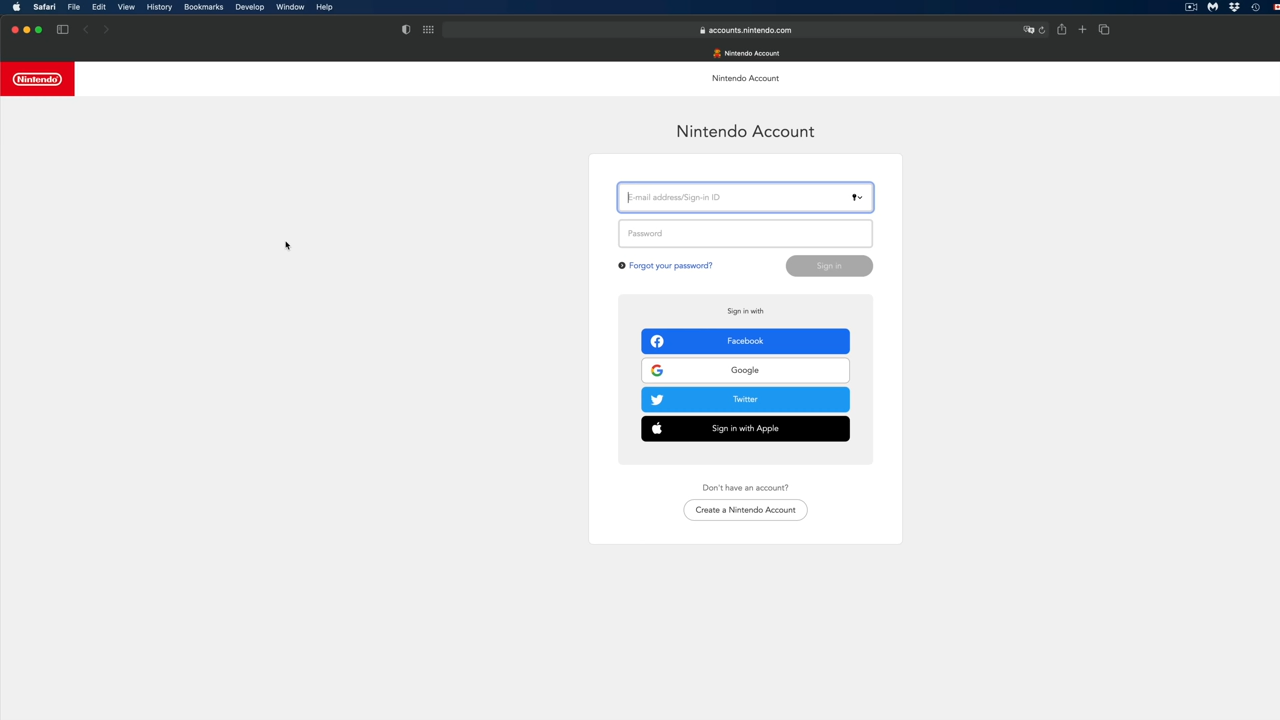 Safari File Edit View History Bookmarks Develop Window Help
accounts.nintendo.com
Nintendo Account
Nintendo
Nintendo Account
Nintendo Account
E-mail address/Sign-in ID
Password
Forgot your password?
Sign in
Sign in with
Facebook
Google
Twitter
Sign in with Apple
Don't have an account?
Create a Nintendo Account